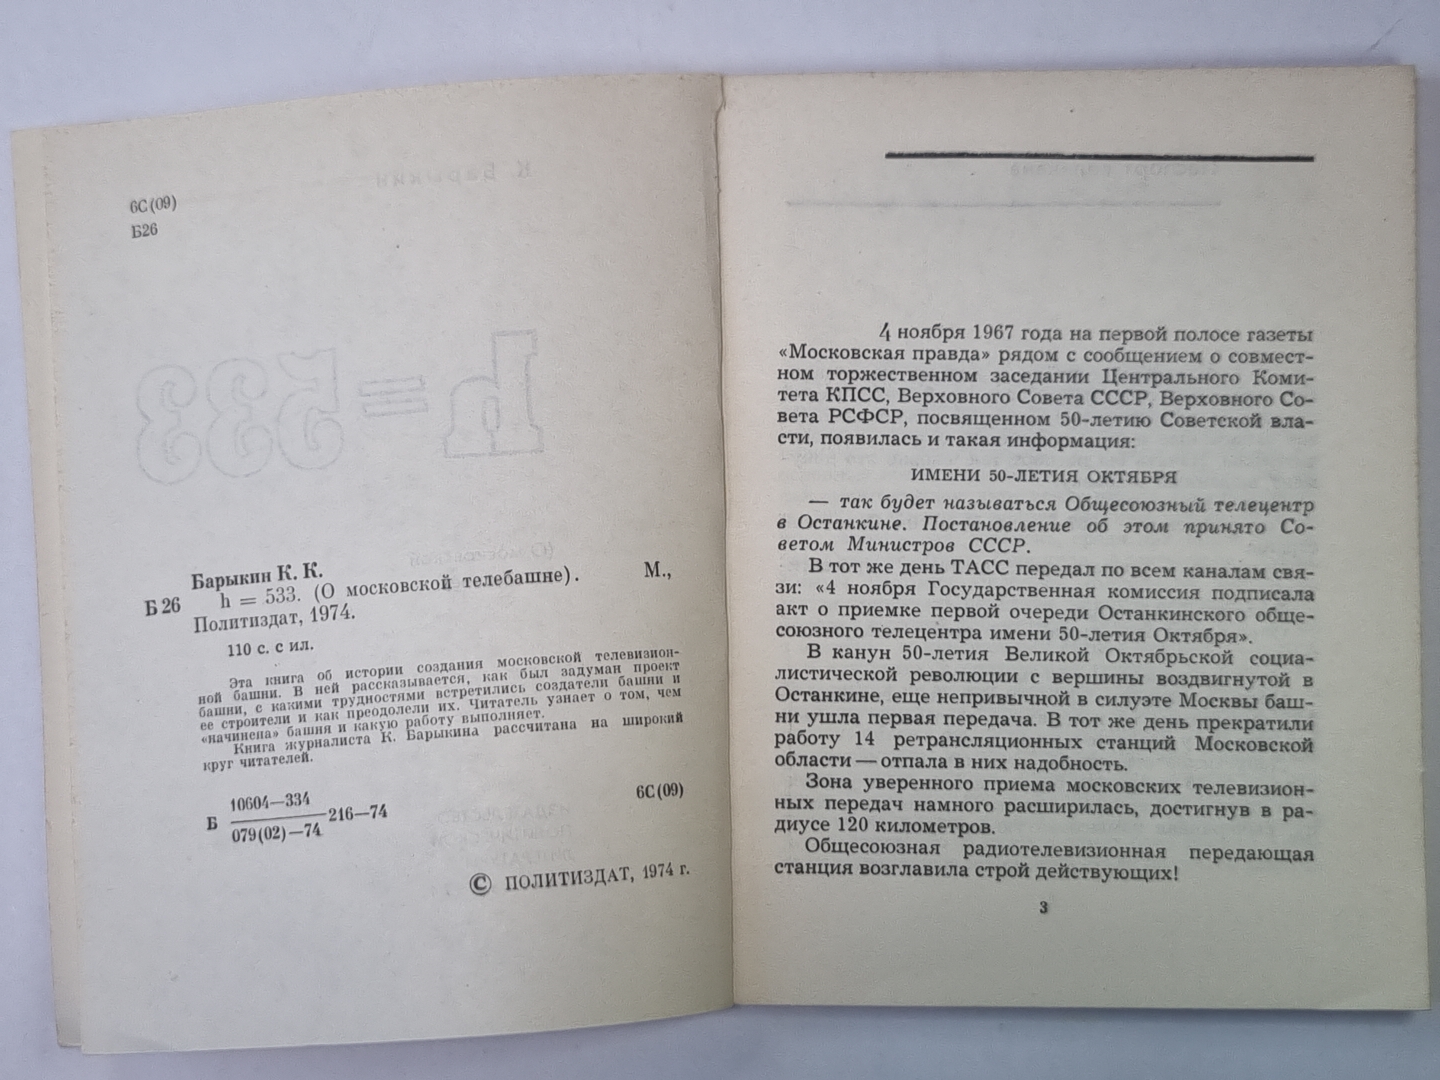 6С(09)
Б26
Барыкин К. К.
Б 26
h = 533. (О московской телебашне). М.,
Политиздат, 1974.
110 с. с ил.
Эта книга об истории создания московской телевизион-
ной башни. В ней рассказывается, как был задуман проект
башни, с какими трудностями встретились создатели башни и
ее строители и как преодолели их. Читатель узнает о том, чем
«начинена» башня и какую работу выполняет.
Книга журналиста К. Барыкина рассчитана на широкий
круг читателей.
Б 10604—334
079(02)—74 216—74
6С(09)
© ПОЛИТИЗДАТ, 1974 г.
4 ноября 1967 года на первой полосе газеты
«Московская правда» рядом с сообщением о совмест-
ном торжественном заседании Центрального Коми-
тета КПСС, Верховного Совета СССР, Верховного Со-
вета РСФСР, посвященном 50-летию Советской вла-
сти, появилась и такая информация:
ИМЕНИ 50-ЛЕТИЯ ОКТЯБРЯ
— так будет называться Общесоюзный телецентр
в Останкине. Постановление об этом принято Со-
ветом Министров СССР.
В тот же день ТАСС передал по всем каналам свя-
зи: «4 ноября Государственная комиссия подписала
акт о приемке первой очереди Останкинского обще-
союзного телецентра имени 50-летия Октября».
В канун 50-летия Великой Октябрьской социа-
листической революции с вершины воздвигнутой в
Останкине, еще непривычной в силуэте Москвы баш-
ни ушла первая передача. В тот же день прекратили
работу 14 ретрансляционных станций Московской
области — отпала в них надобность.
Зона уверенного приема московских телевизион-
ных передач намного расширилась, достигнув в ра-
диусе 120 километров.
Общесоюзная радиотелевизионная передающая
станция возглавила строй действующих!
3